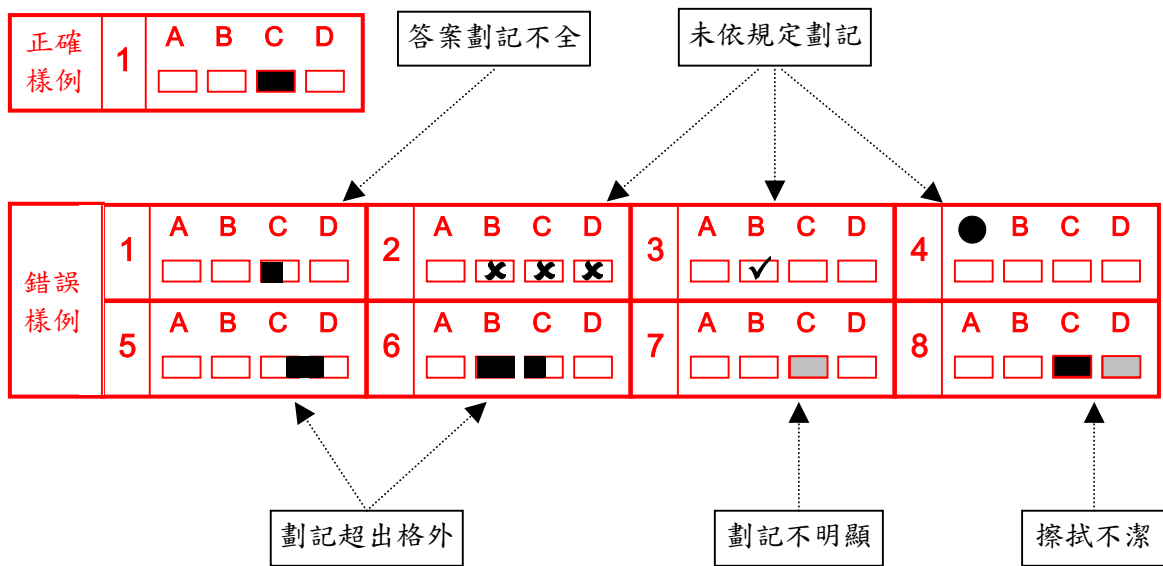 正確
樣例
1
A B C D
答案劃記不全
未依規定劃記
錯誤
樣例
1
A B C D
2
A B C D
3
A B C D
4
B C D
5
A B C D
6
A B C D
7
A B C D
8
A B C D
劃記超出格外
劃記不明顯
擦拭不潔